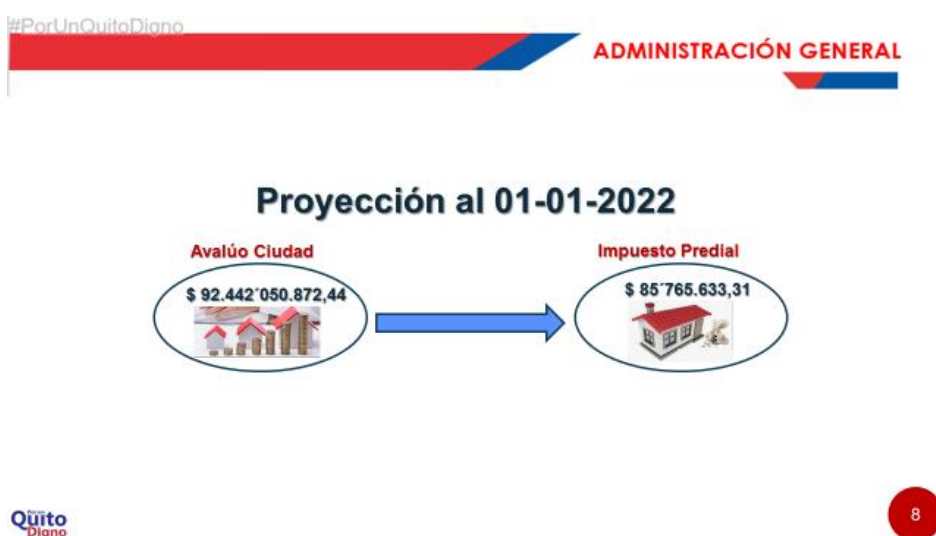 #PorUnQuitoDigno
ADMINISTRACIÓN GENERAL
Proyección al 01-01-2022
Avalúo Ciudad
Impuesto Predial
$ 92.442´050.872,44
$ 85´765.633,31
Quito
Digno
8